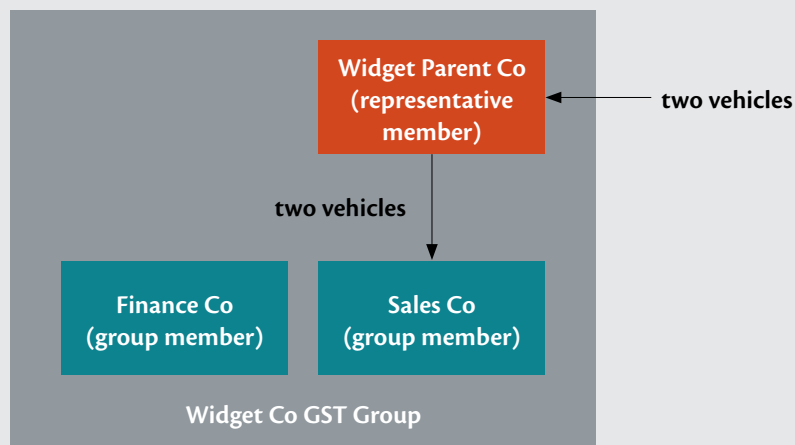 Widget Parent Co
(representative
member)
two vehicles
two vehicles
Finance Co
(group member)
Sales Co
(group member)
Widget Co GST Group